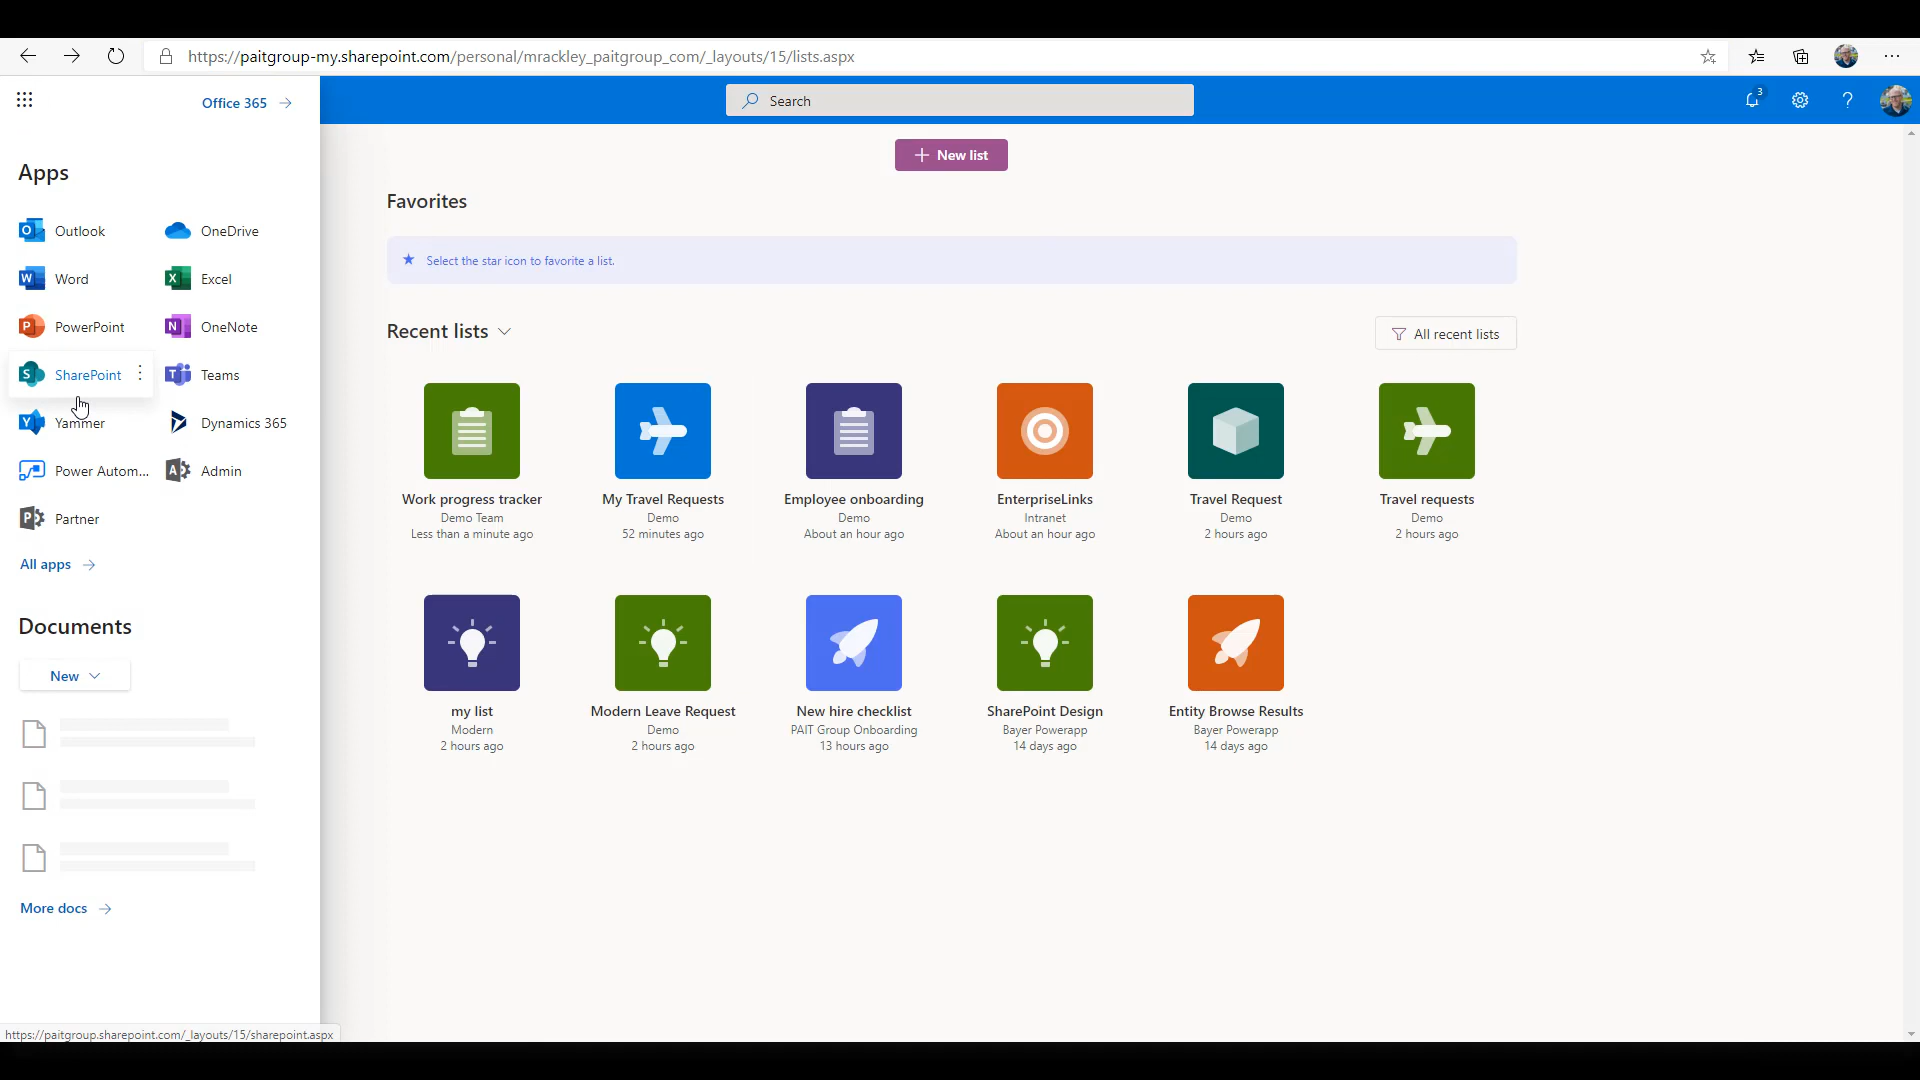 https://paitgroup-my.sharepoint.com/personal/mrackley_paitgroup_com/_layouts/15/lists.aspx
Office 365
Search
3
Apps
Outlook
OneDrive
Word
Excel
PowerPoint
OneNote
SharePoint
Teams
Yammer
Dynamics 365
Power Autom...
Admin
Partner
All apps
Documents
New
More docs
https://paitgroup.sharepoint.com/_layouts/15/sharepoint.aspx
New list
Favorites
Select the star icon to favorite a list.
Recent lists
All recent lists
Work progress tracker
Demo Team
Less than a minute ago
My Travel Requests
Demo
52 minutes ago
Employee onboarding
Demo
About an hour ago
EnterpriseLinks
Intranet
About an hour ago
Travel Request
Demo
2 hours ago
Travel requests
Demo
2 hours ago
my list
Modern
2 hours ago
Modern Leave Request
Demo
2 hours ago
New hire checklist
PAIT Group Onboarding
13 hours ago
SharePoint Design
Bayer Powerapp
14 days ago
Entity Browse Results
Bayer Powerapp
14 days ago